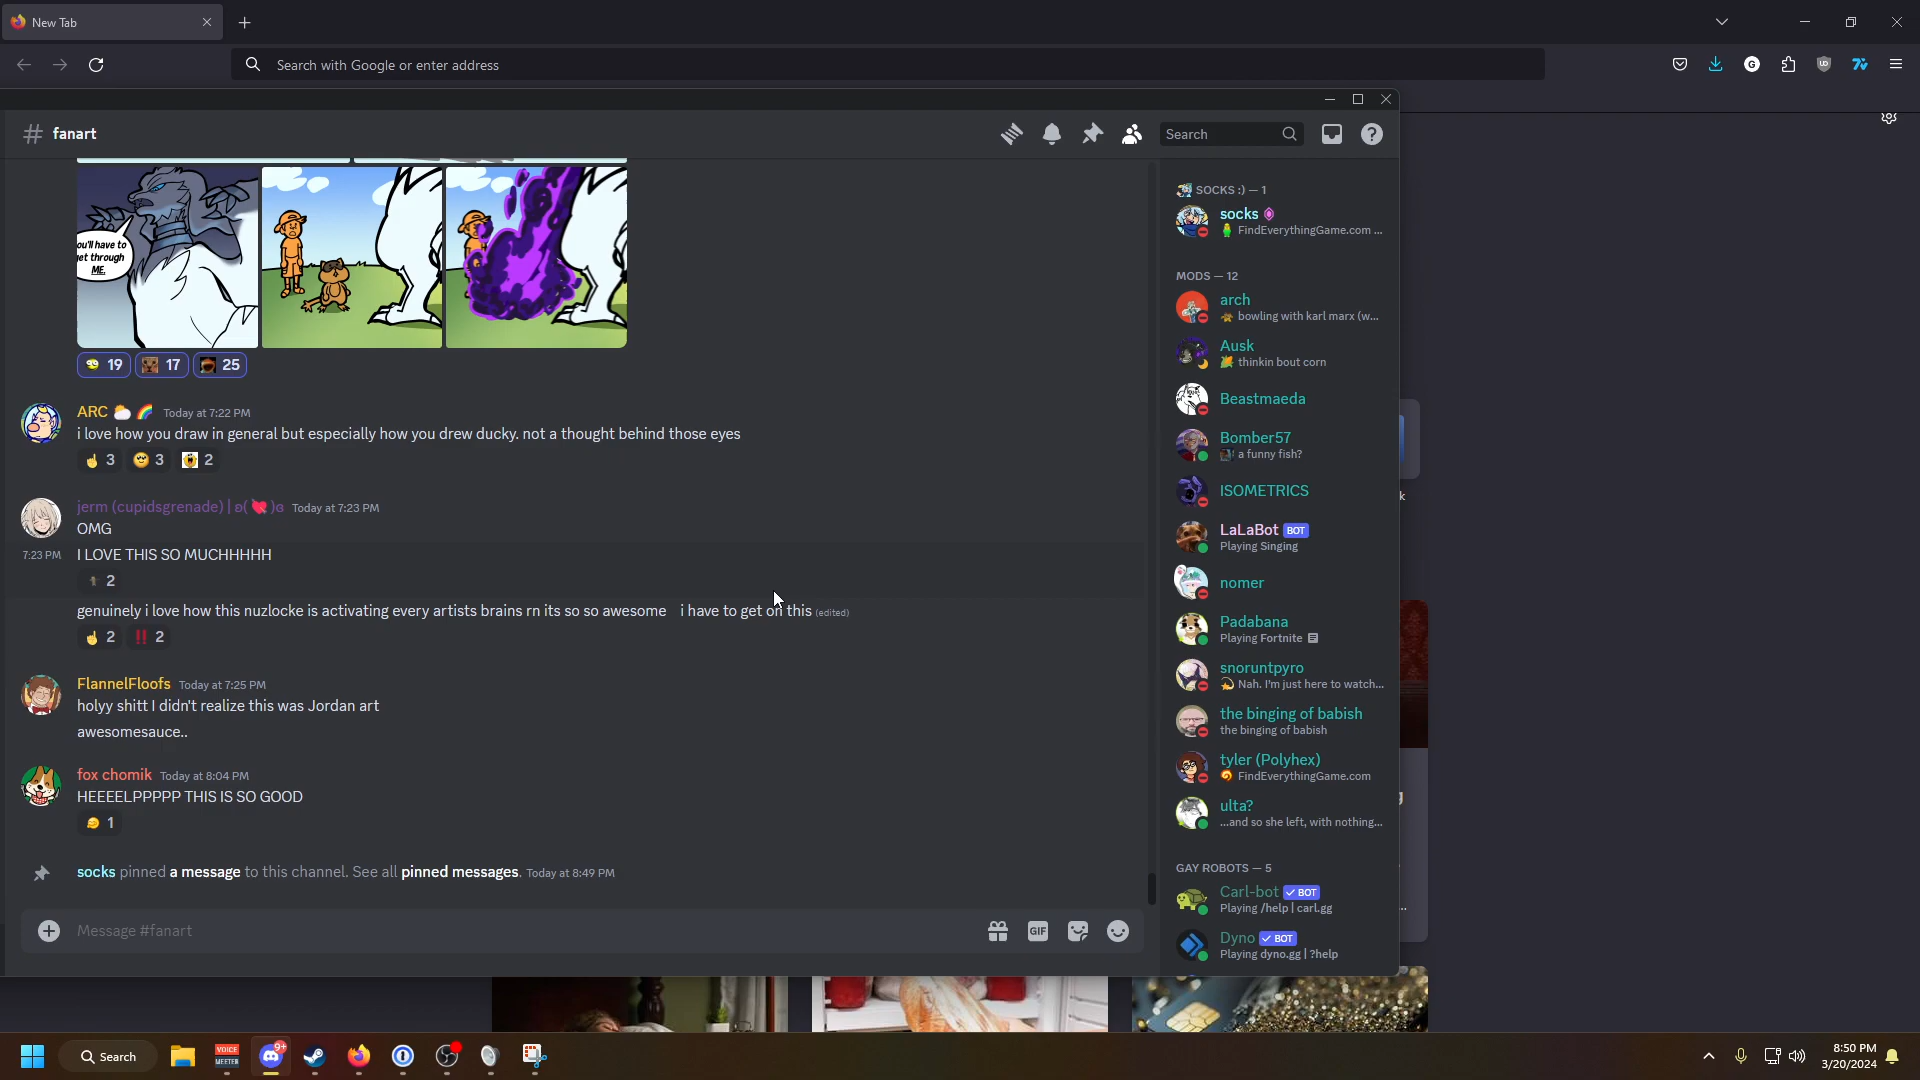 New Tab
Search with Google or enter address
# fanart
Search
ou'll have to
et through
ME.
19 17 25
ARC Today at 7:22 PM
i love how you draw in general but especially how you drew ducky. not a thought behind those eyes
3 3 2
jerm (cupidsgrenade) | ʚ(💘)ɞ Today at 7:23 PM
OMG
7:23 PM I LOVE THIS SO MUCHHHHH
2
genuinely i love how this nuzlocke is activating every artists brains rn its so so awesome i have to get on this (edited)
2 2
FlannelFloofs Today at 7:25 PM
holyy shitt I didn't realize this was Jordan art
awesomesauce..
fox chomik Today at 8:04 PM
HEEEELPPPPP THIS IS SO GOOD
1
socks pinned a message to this channel. See all pinned messages. Today at 8:49 PM
Message #fanart
GIF
SOCKS :) — 1
socks
FindEverythingGame.com ...
MODS — 12
arch
bowling with karl marx (w...
Ausk
thinkin bout corn
Beastmaeda
Bomber57
a funny fish?
ISOMETRICS
LaLaBot BOT
Playing Singing
nomer
Padabana
Playing Fortnite
snoruntpyro
Nah. I'm just here to watch...
the binging of babish
the binging of babish
tyler (Polyhex)
FindEverythingGame.com
ulta?
...and so she left, with nothing...
GAY ROBOTS — 5
Carl-bot ✓ BOT
Playing /help | carl.gg
Dyno ✓ BOT
Playing dyno.gg | ?help
k
g
...
Search
VOICE
MEETER
9+
8:50 PM
3/20/2024